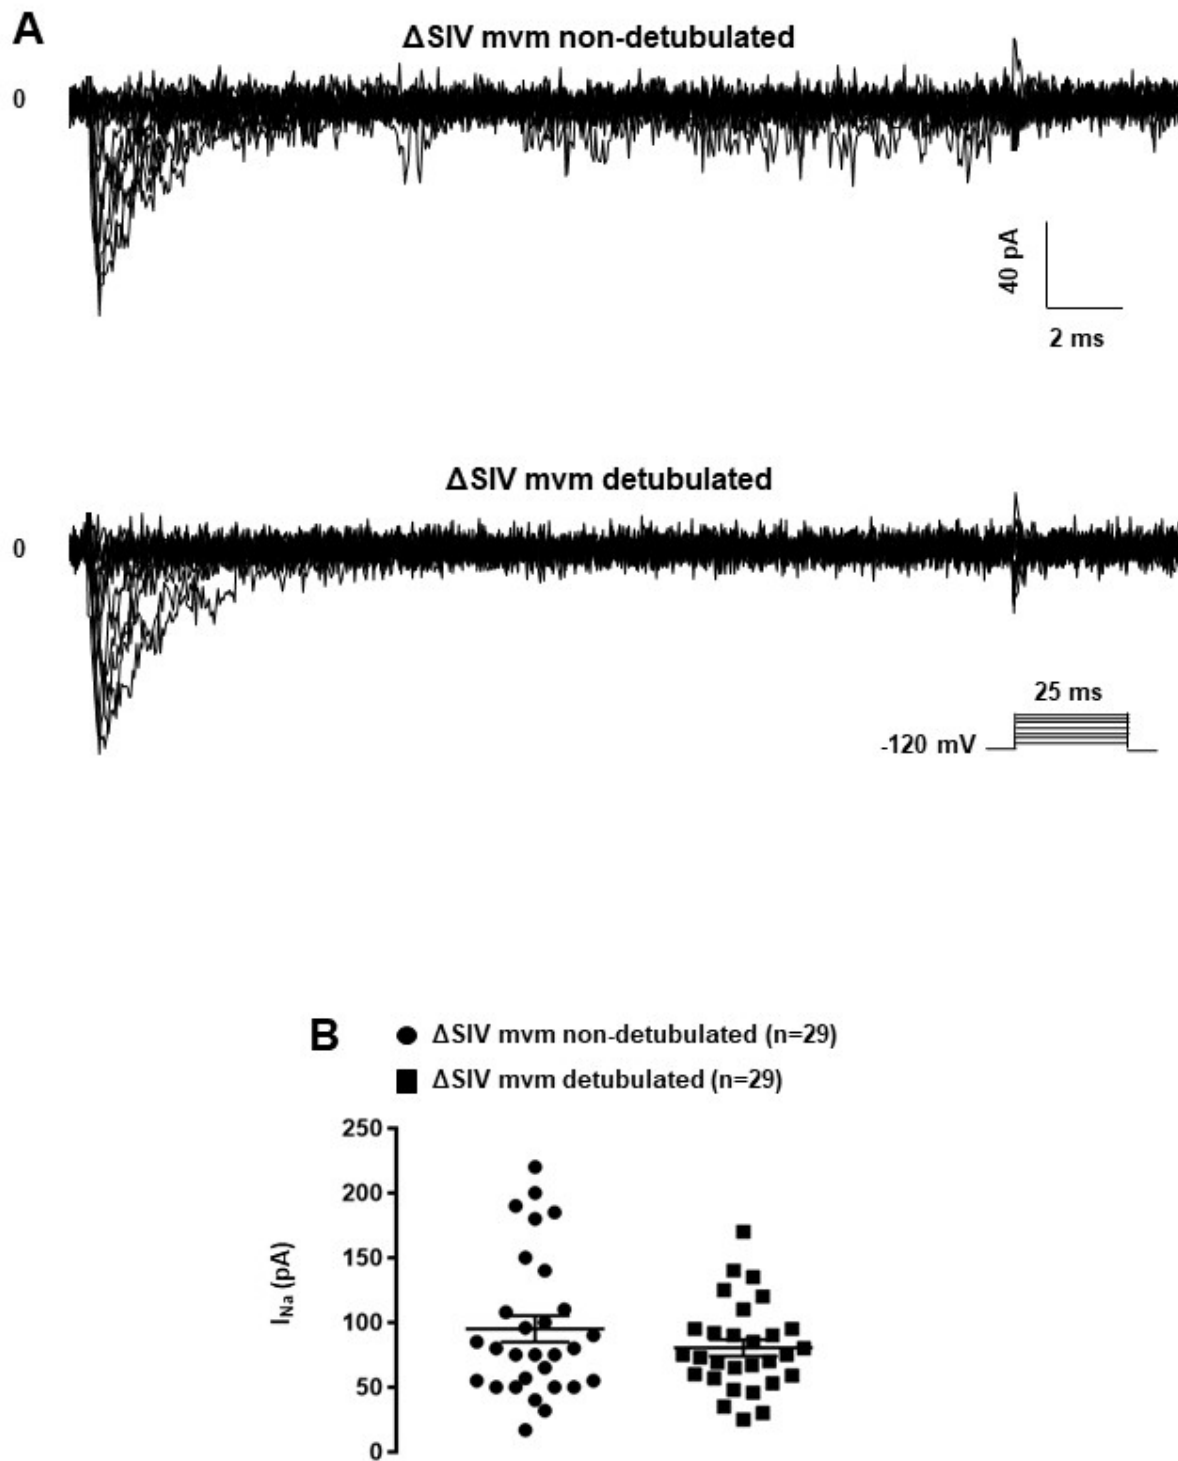 A
ΔSIV mvm non-detubulated
0
40 pA
2 ms
ΔSIV mvm detubulated
0
25 ms
-120 mV
B
ΔSIV mvm non-detubulated (n=29)
ΔSIV mvm detubulated (n=29)
250
200
150
100
50
0
INa (pA)